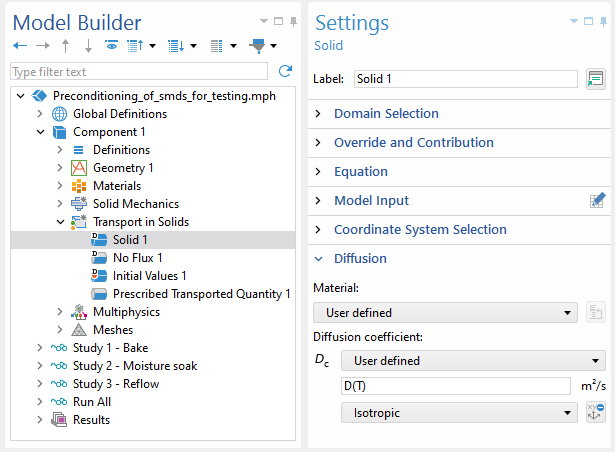 Model Builder
Type filter text
Preconditioning_of_smds_for_testing.mph
Global Definitions
Component 1
Definitions
Geometry 1
Materials
Solid Mechanics
Transport in Solids
Solid 1
No Flux 1
Initial Values 1
Prescribed Transported Quantity 1
Multiphysics
Meshes
Study 1 - Bake
Study 2 - Moisture soak
Study 3 - Reflow
Run All
Results
Settings
Solid
Label: Solid 1
Domain Selection
Override and Contribution
Equation
Model Input
Coordinate System Selection
Diffusion
Material:
User defined
Diffusion coefficient:
Dc User defined
D(T) m²/s
Isotropic